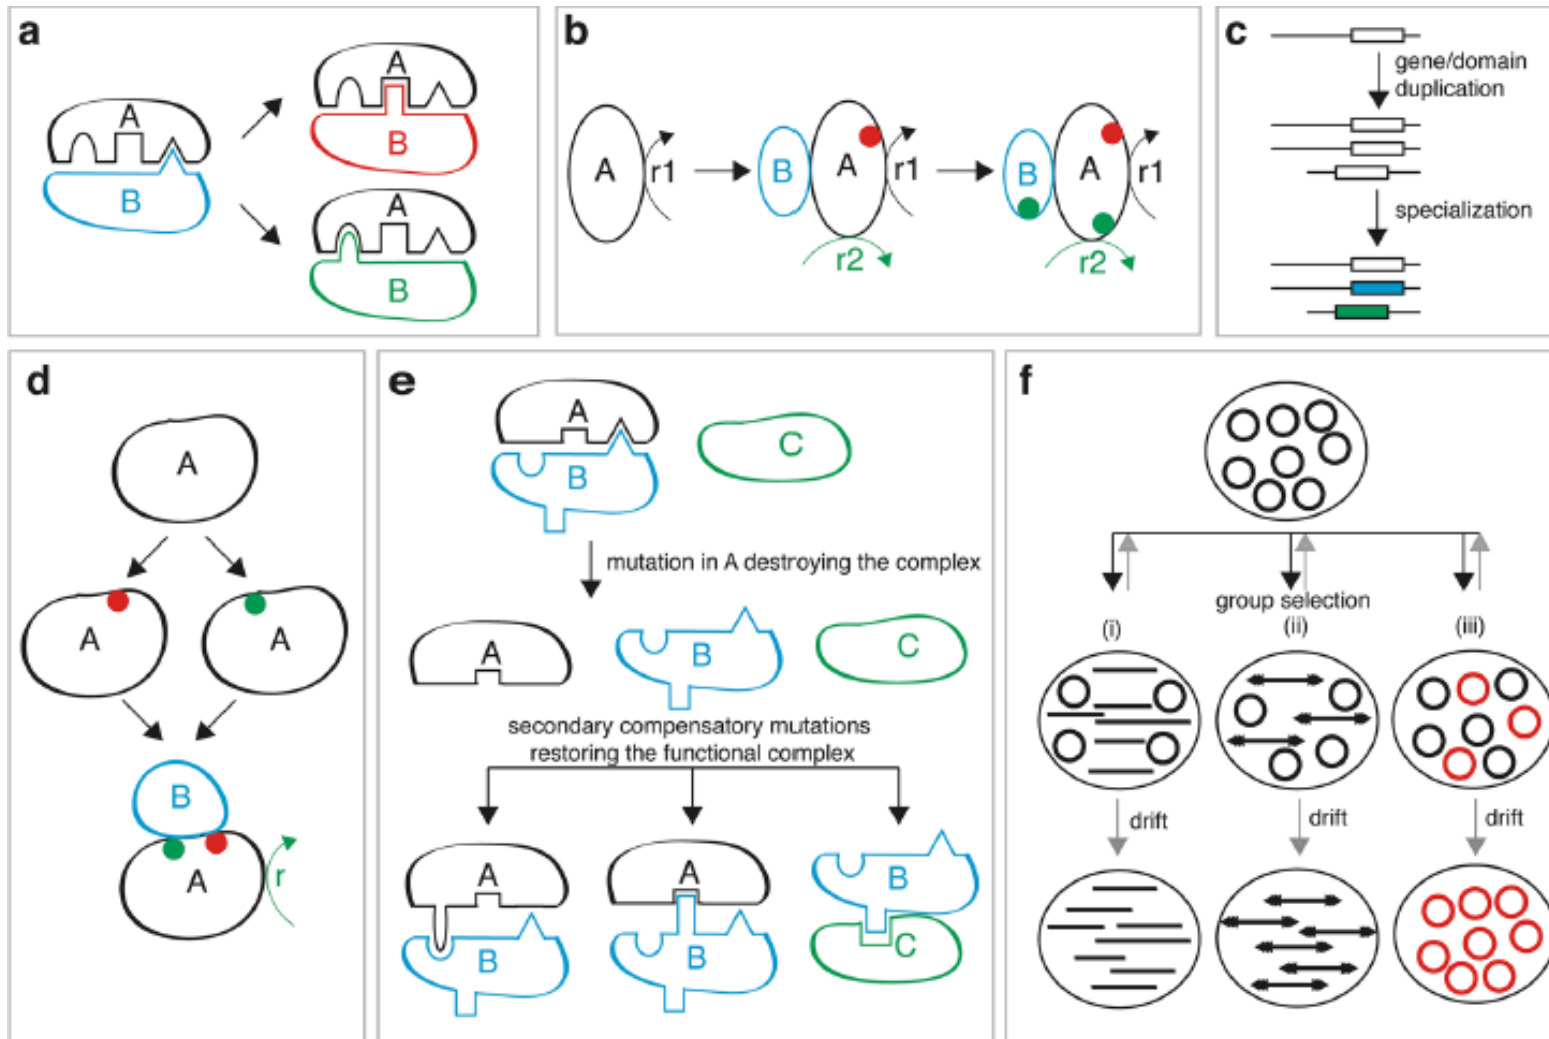 a
A
B
A
B
A
B
b
A
r1
B
A
r1
r2
B
A
r1
r2
c
gene/domain
duplication
specialization
d
A
A
A
B
A
r
e
A
B
C
mutation in A destroying the complex
A
B
C
secondary compensatory mutations
restoring the functional complex
A
B
A
B
B
C
f
group selection
(i)
(ii)
(iii)
drift
drift
drift